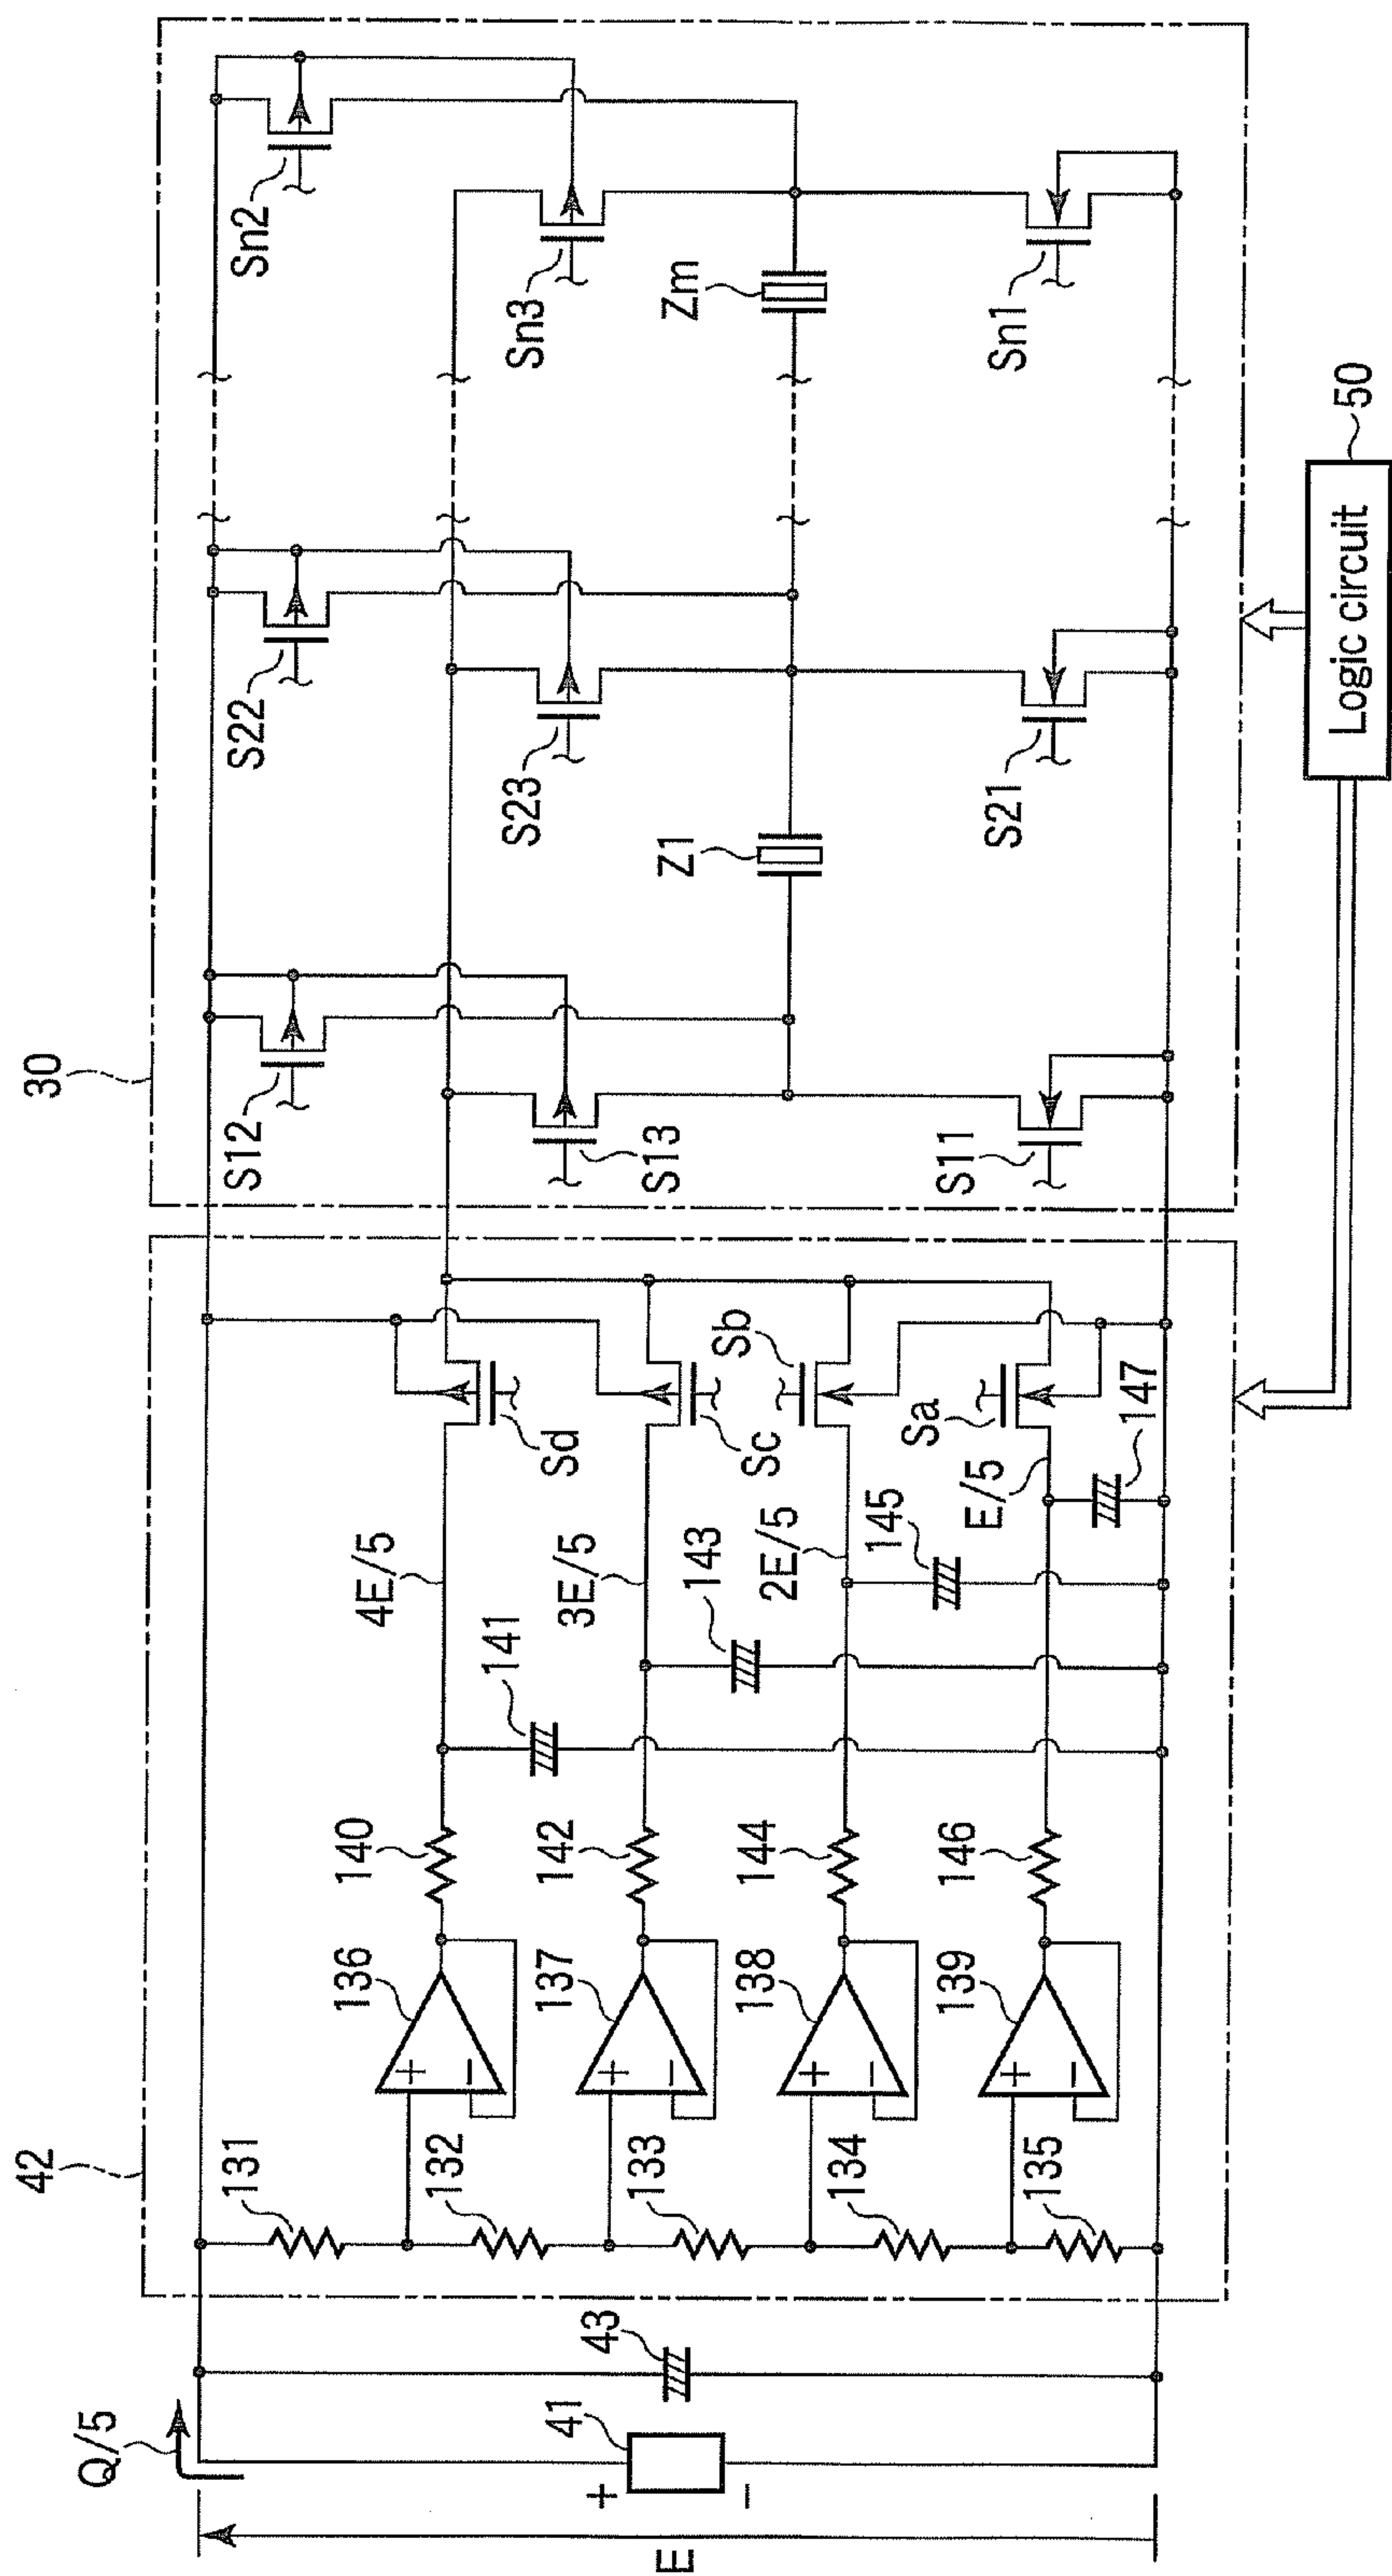 30
42
Q/5
E
+
41
−
43
131
132
133
134
135
136
137
138
139
+
−
+
−
+
−
+
−
140
142
144
146
141
143
145
147
4E/5
3E/5
2E/5
E/5
Sd
Sc
Sb
Sa
S12
S13
S11
Z1
S22
S23
S21
Sn2
Sn3
Zm
Sn1
Logic circuit
50